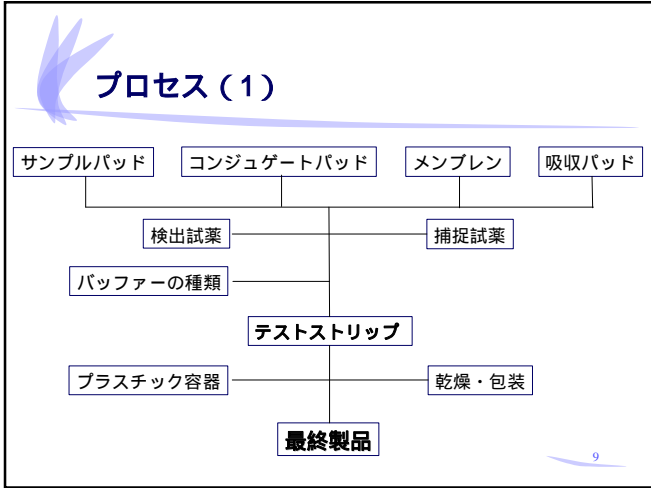 プロセス（1）
サンプルパッド
コンジュゲートパッド
メンブレン
吸収パッド
検出試薬
捕捉試薬
バッファーの種類
テストストリップ
プラスチック容器
乾燥・包装
最終製品
9